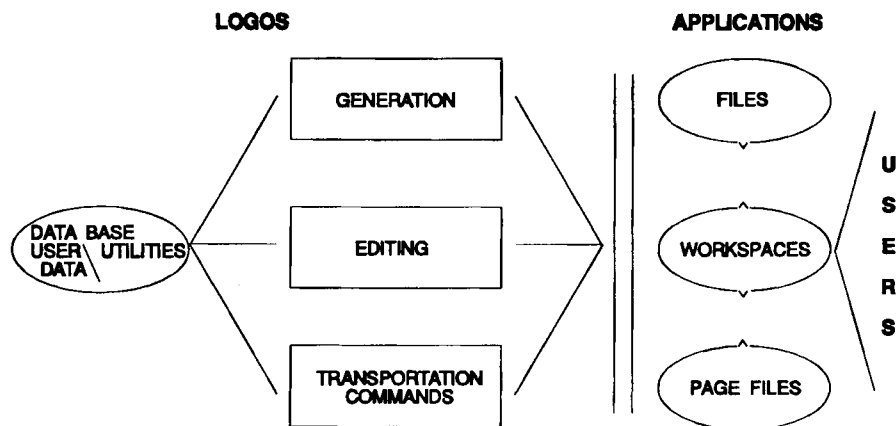 LOGOS
APPLICATIONS
GENERATION
FILES
DATA BASE
USER\ UTILITIES
DATA \
EDITING
WORKSPACES
TRANSPORTATION
COMMANDS
PAGE FILES
U
S
E
R
S